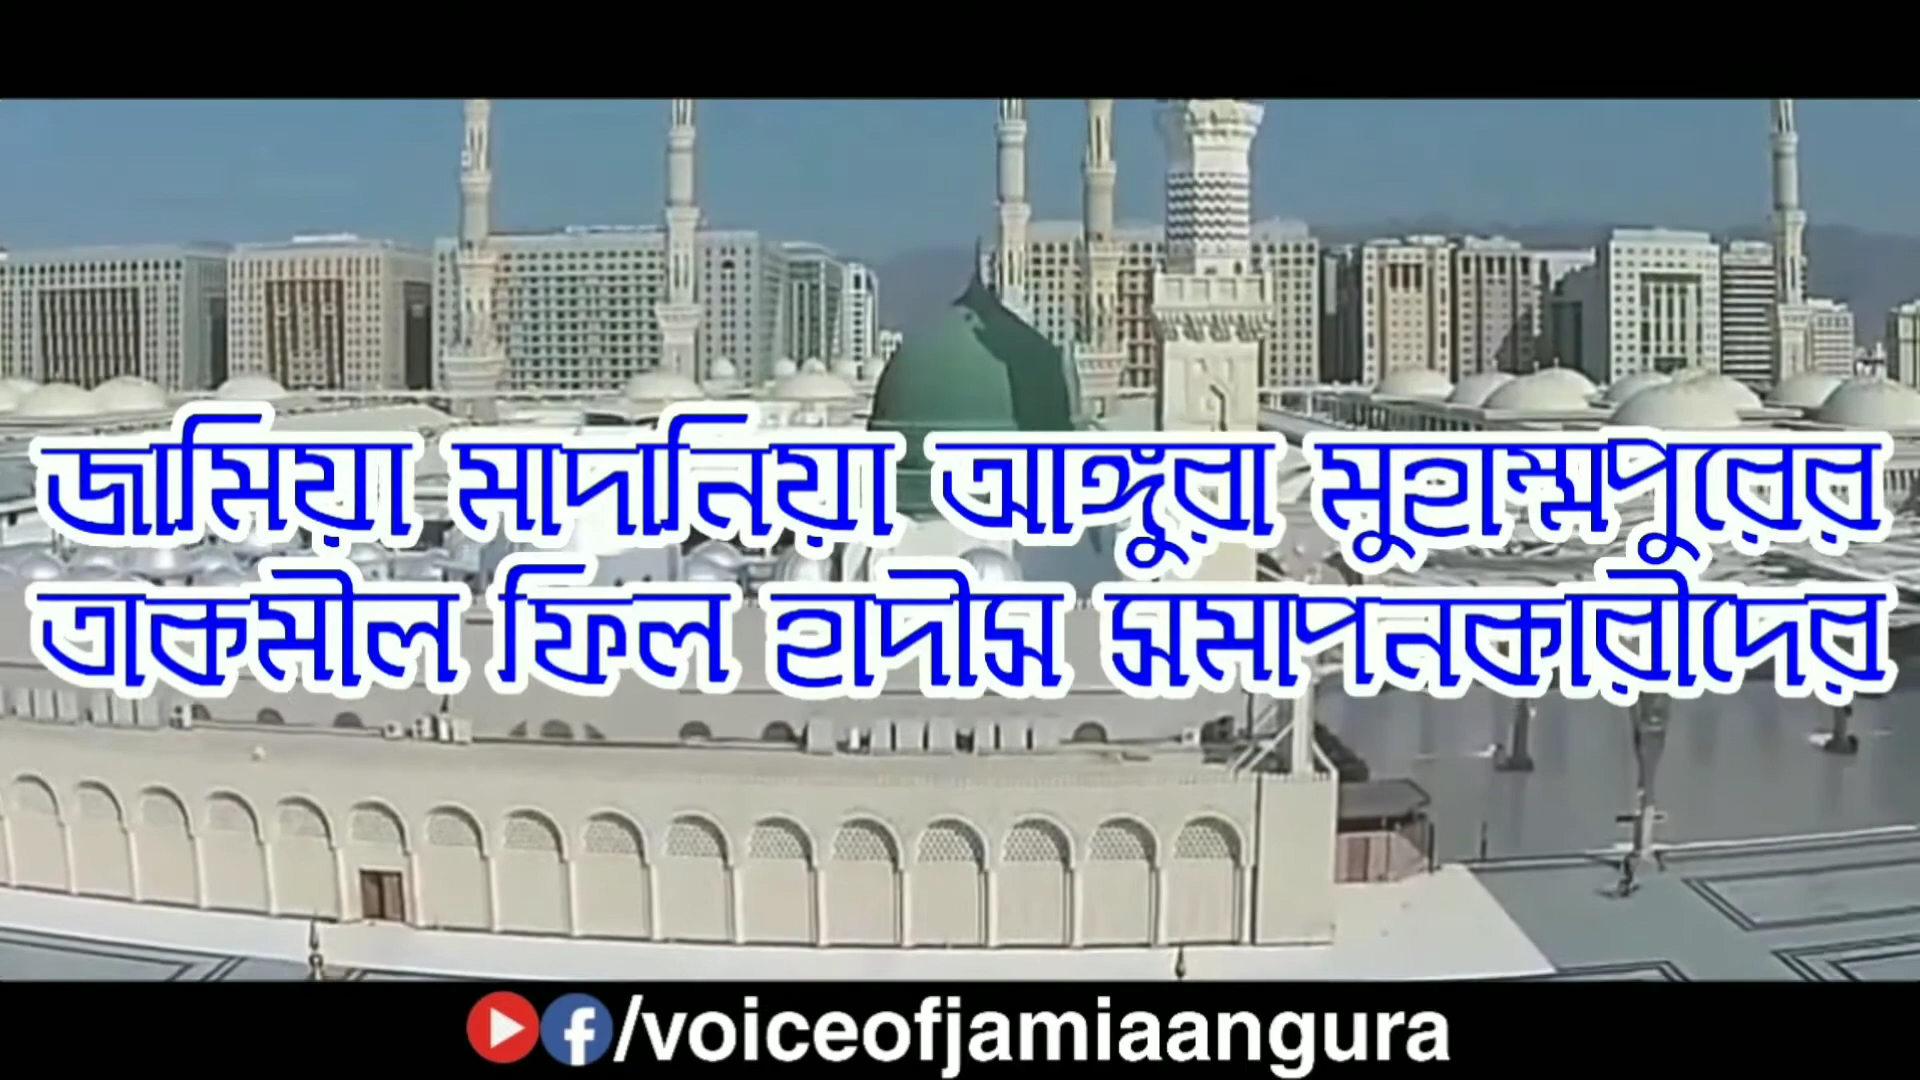 জামিয়া মাদানিয়া আঙ্গুরা মুহাম্মপুরের
তাকমীল ফিল হাদীস সমাপনকারীদের
/voiceofjamiaangura